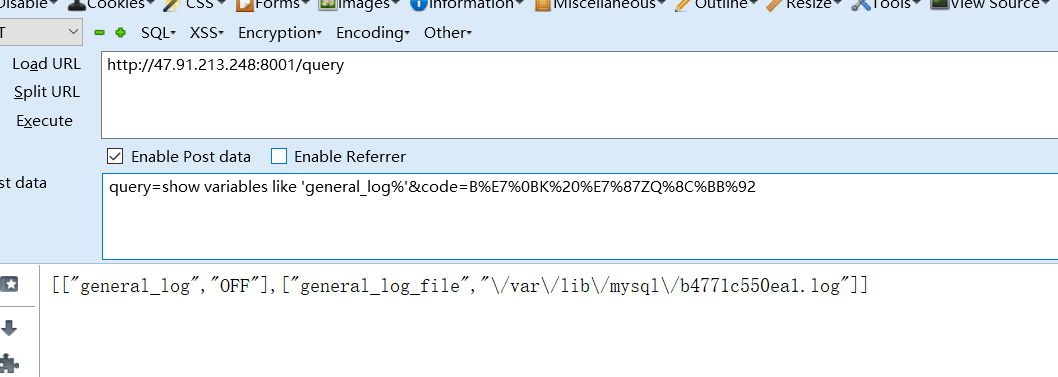 Disable Cookies CSS Forms Images Information Miscellaneous Outline Resize Tools View Source
T SQL XSS Encryption Encoding Other
Load URL http://47.91.213.248:8001/query
Split URL
Execute
Enable Post data Enable Referrer
st data query=show variables like 'general_log%'&code=B%E7%0BK%20%E7%87ZQ%8C%BB%92
[["general_log","OFF"],["general_log_file","\/var\/lib\/mysql\/b4771c550ea1.log"]]